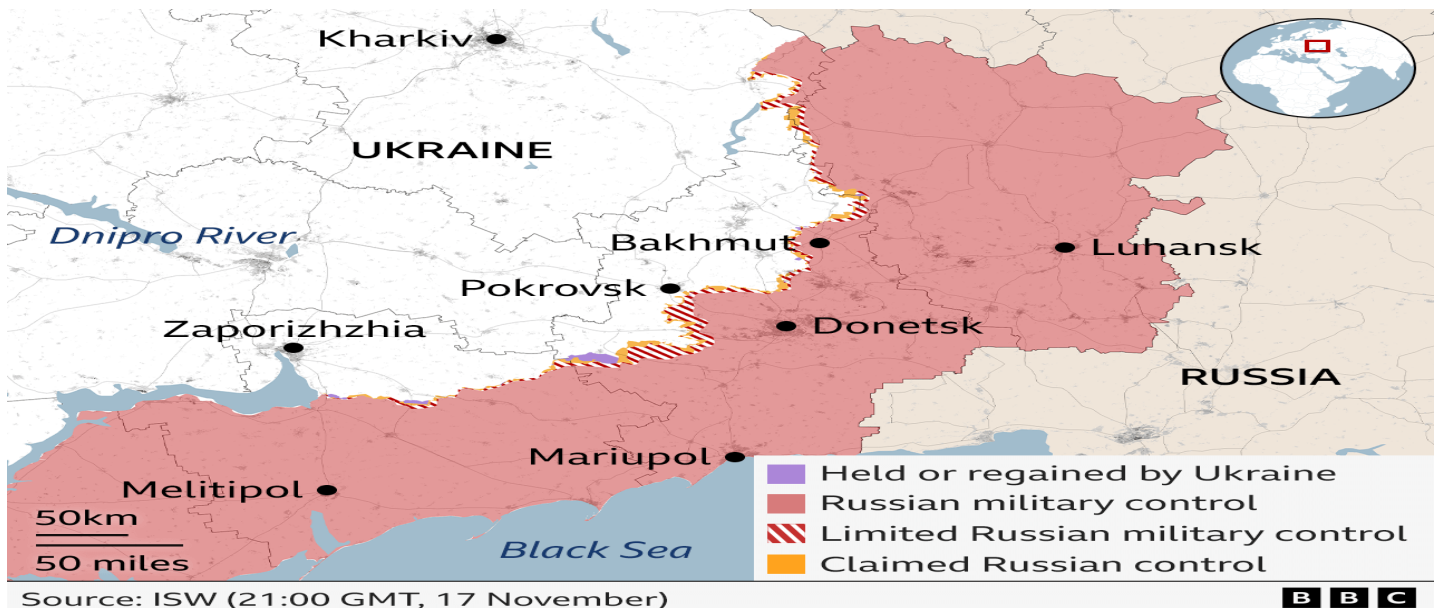 Kharkiv
UKRAINE
Dnipro River
Bakhmut
Luhansk
Pokrovsk
Zaporizhzhia
Donetsk
RUSSIA
Mariupol
Melitipol
50km
50 miles
Black Sea
Held or regained by Ukraine
Russian military control
Limited Russian military control
Claimed Russian control
Source: ISW (21:00 GMT, 17 November)
BBC